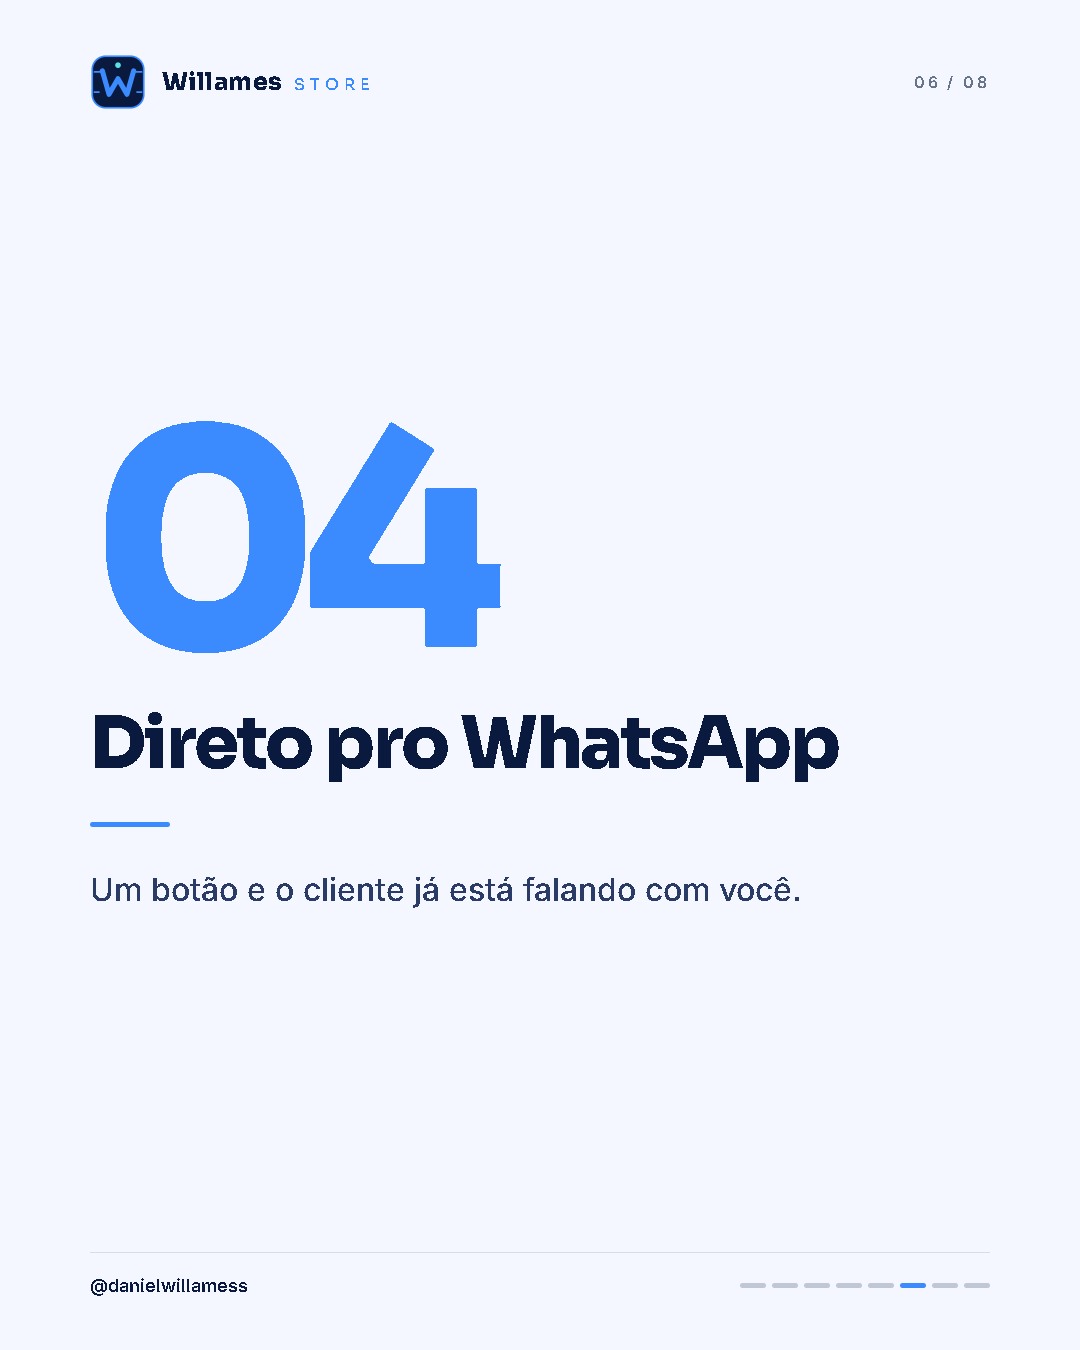 W Willames STORE
06 / 08
04
Direto pro WhatsApp
Um botão e o cliente já está falando com você.
@danielwillamess